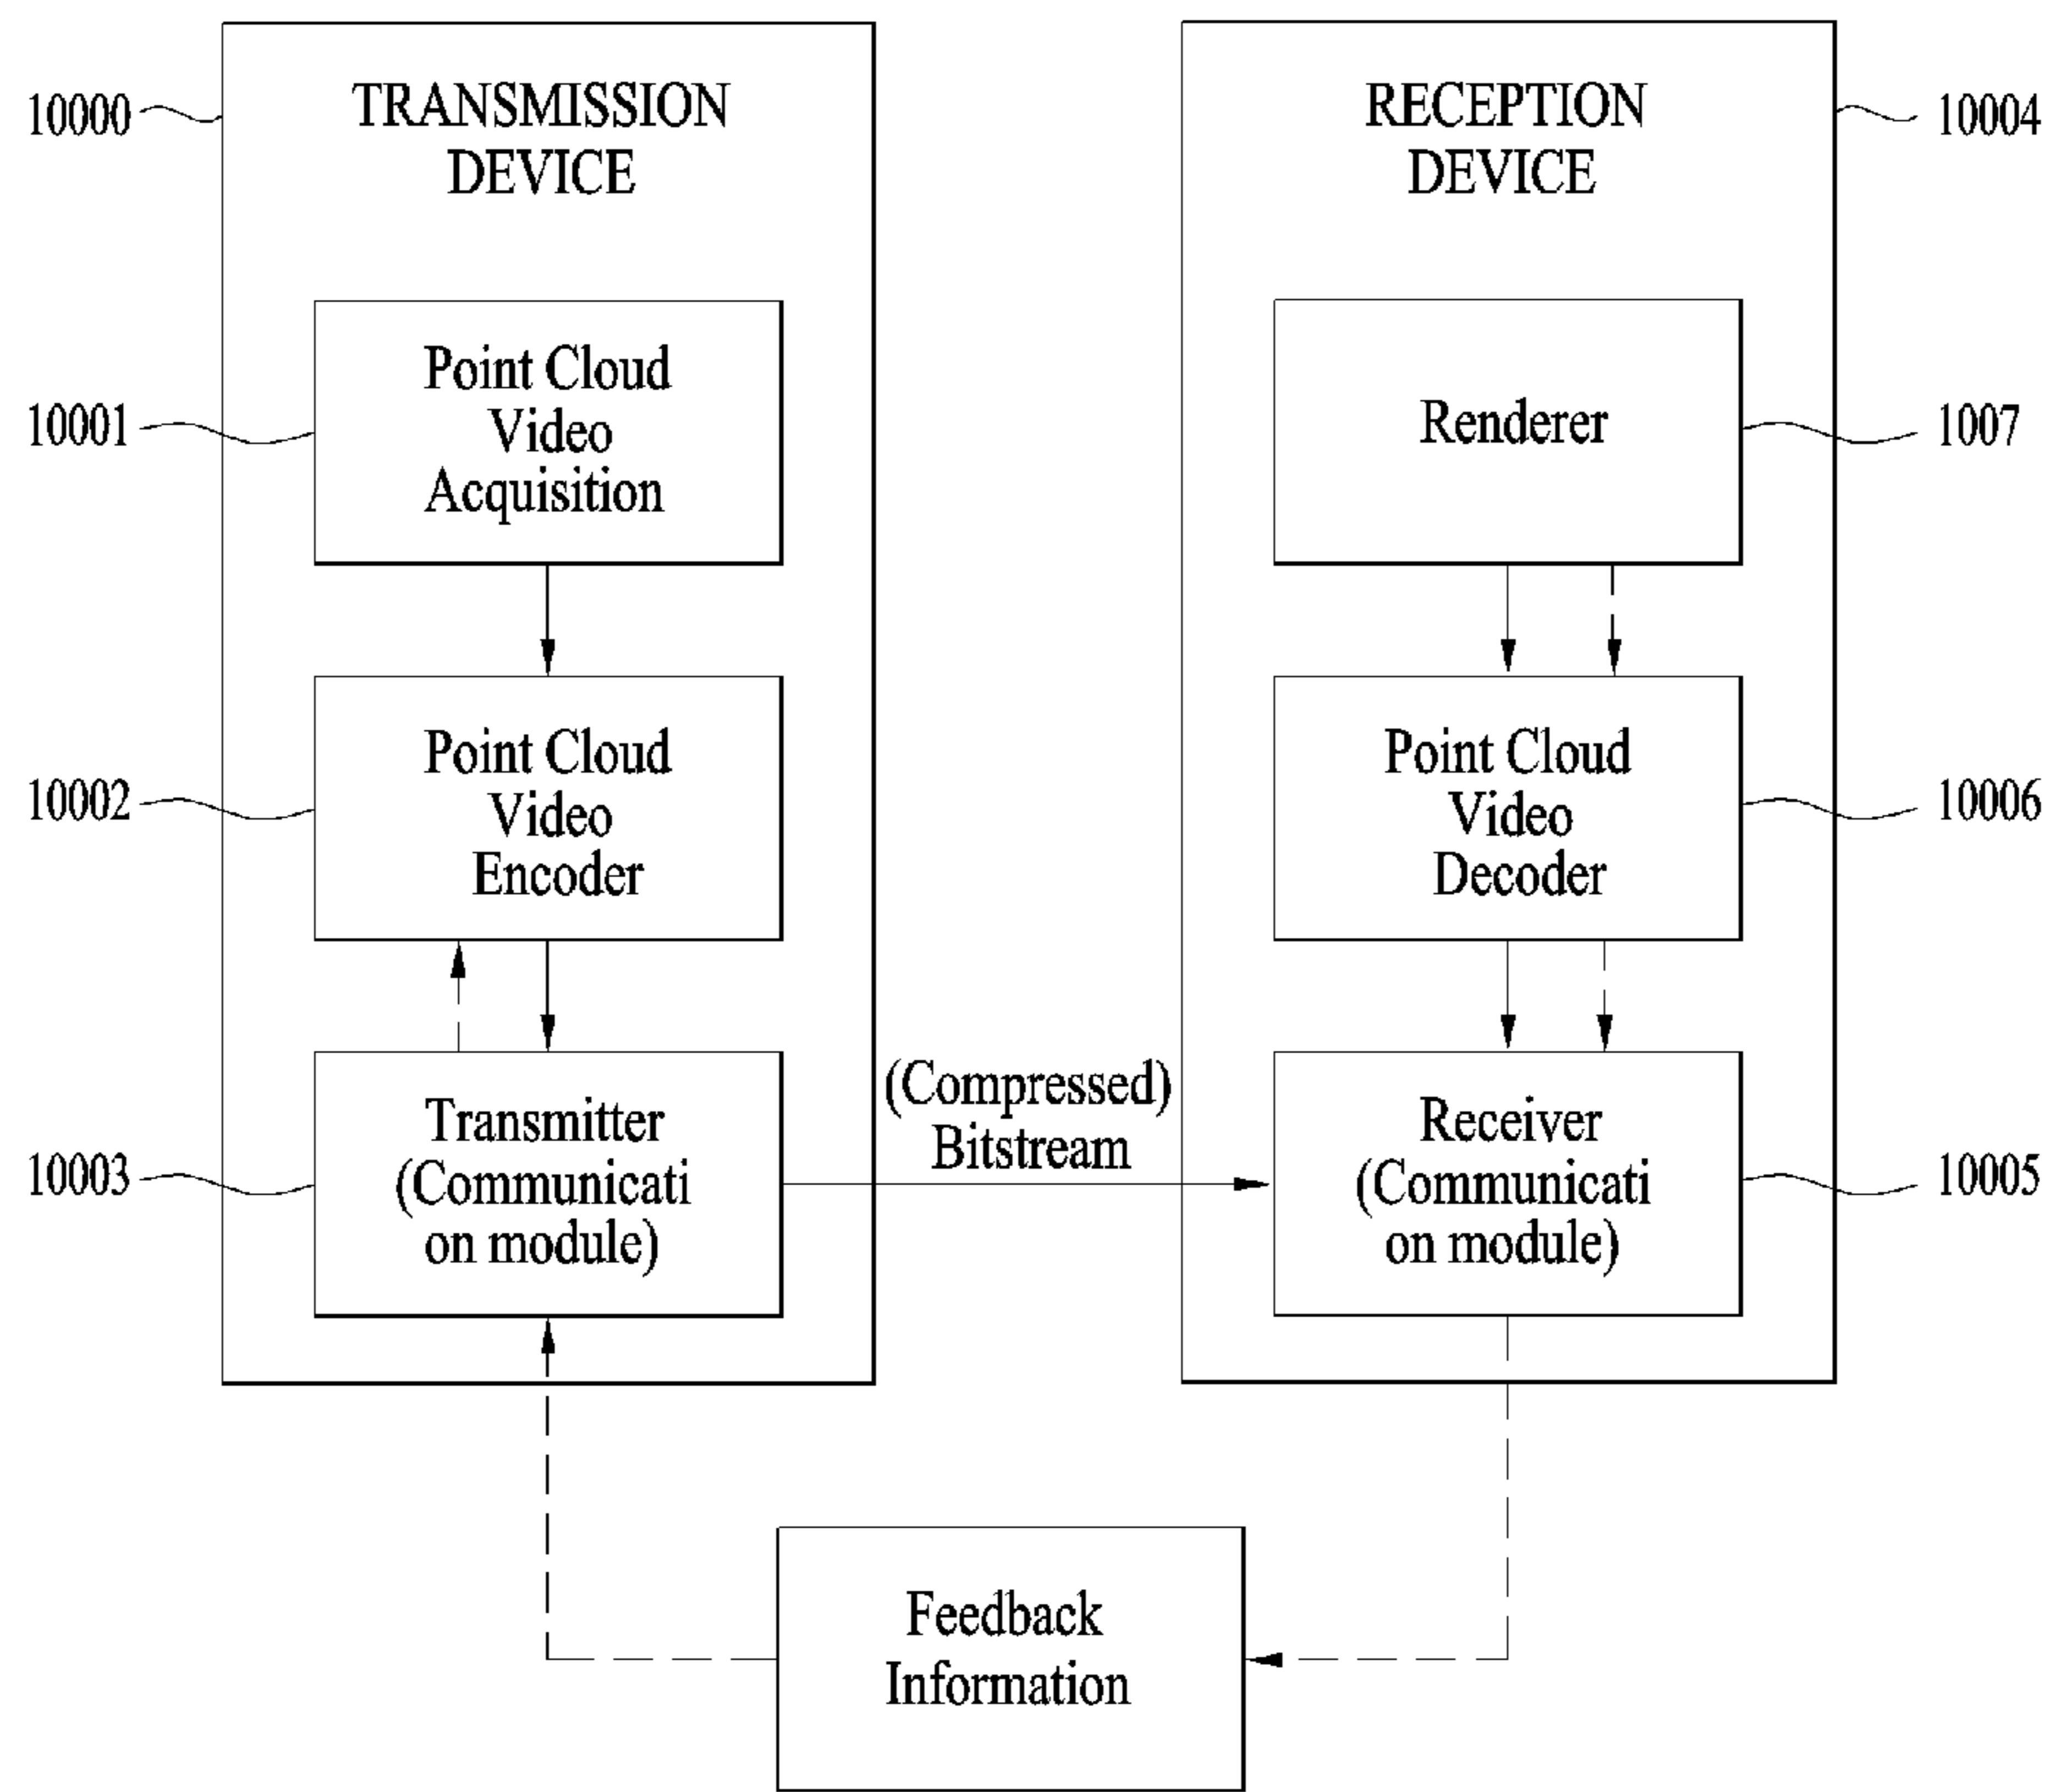 10000
TRANSMISSION
DEVICE
10001
Point Cloud
Video
Acquisition
10002
Point Cloud
Video
Encoder
10003
Transmitter
(Communicati
on module)
(Compressed)
Bitstream
RECEPTION
DEVICE
10004
Renderer
1007
Point Cloud
Video
Decoder
10006
Receiver
(Communicati
on module)
10005
Feedback
Information